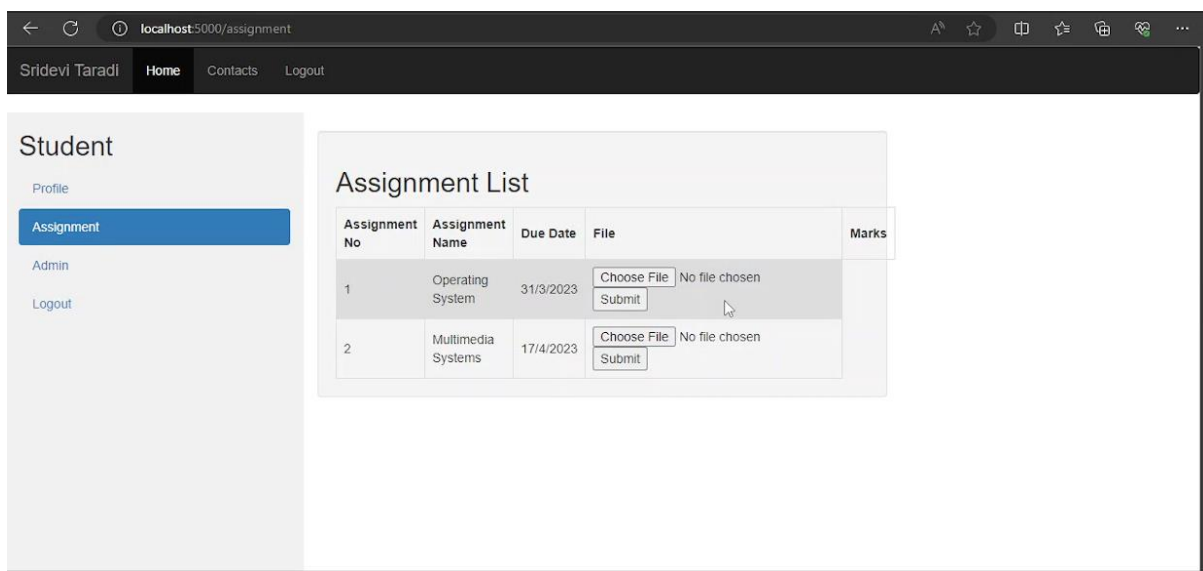 localhost:5000/assignment
Sridevi Taradi Home Contacts Logout
Student
Profile
Assignment
Admin
Logout
Assignment List
Assignment No Assignment Name Due Date File Marks
1 Operating System 31/3/2023 Choose File No file chosen Submit
2 Multimedia Systems 17/4/2023 Choose File No file chosen Submit